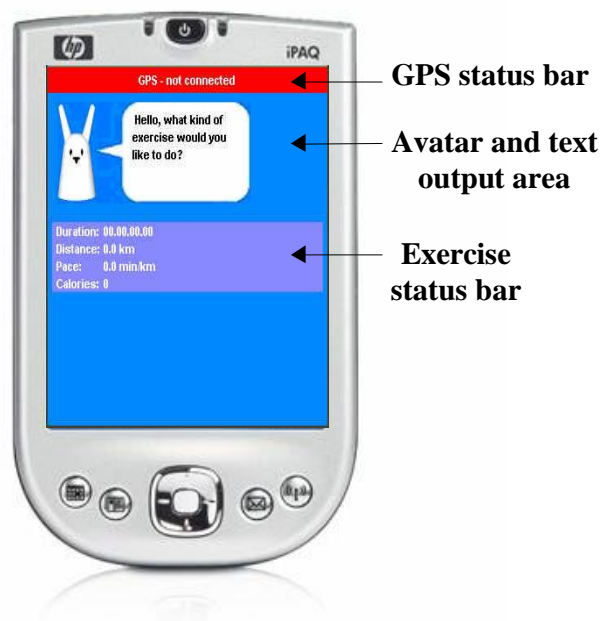 hp
iPAQ
GPS - not connected
GPS status bar
Hello, what kind of
exercise would you
like to do?
Avatar and text
output area
Duration: 00.00.00.00
Distance: 0.0 km
Pace: 0.0 min/km
Calories: 0
Exercise
status bar